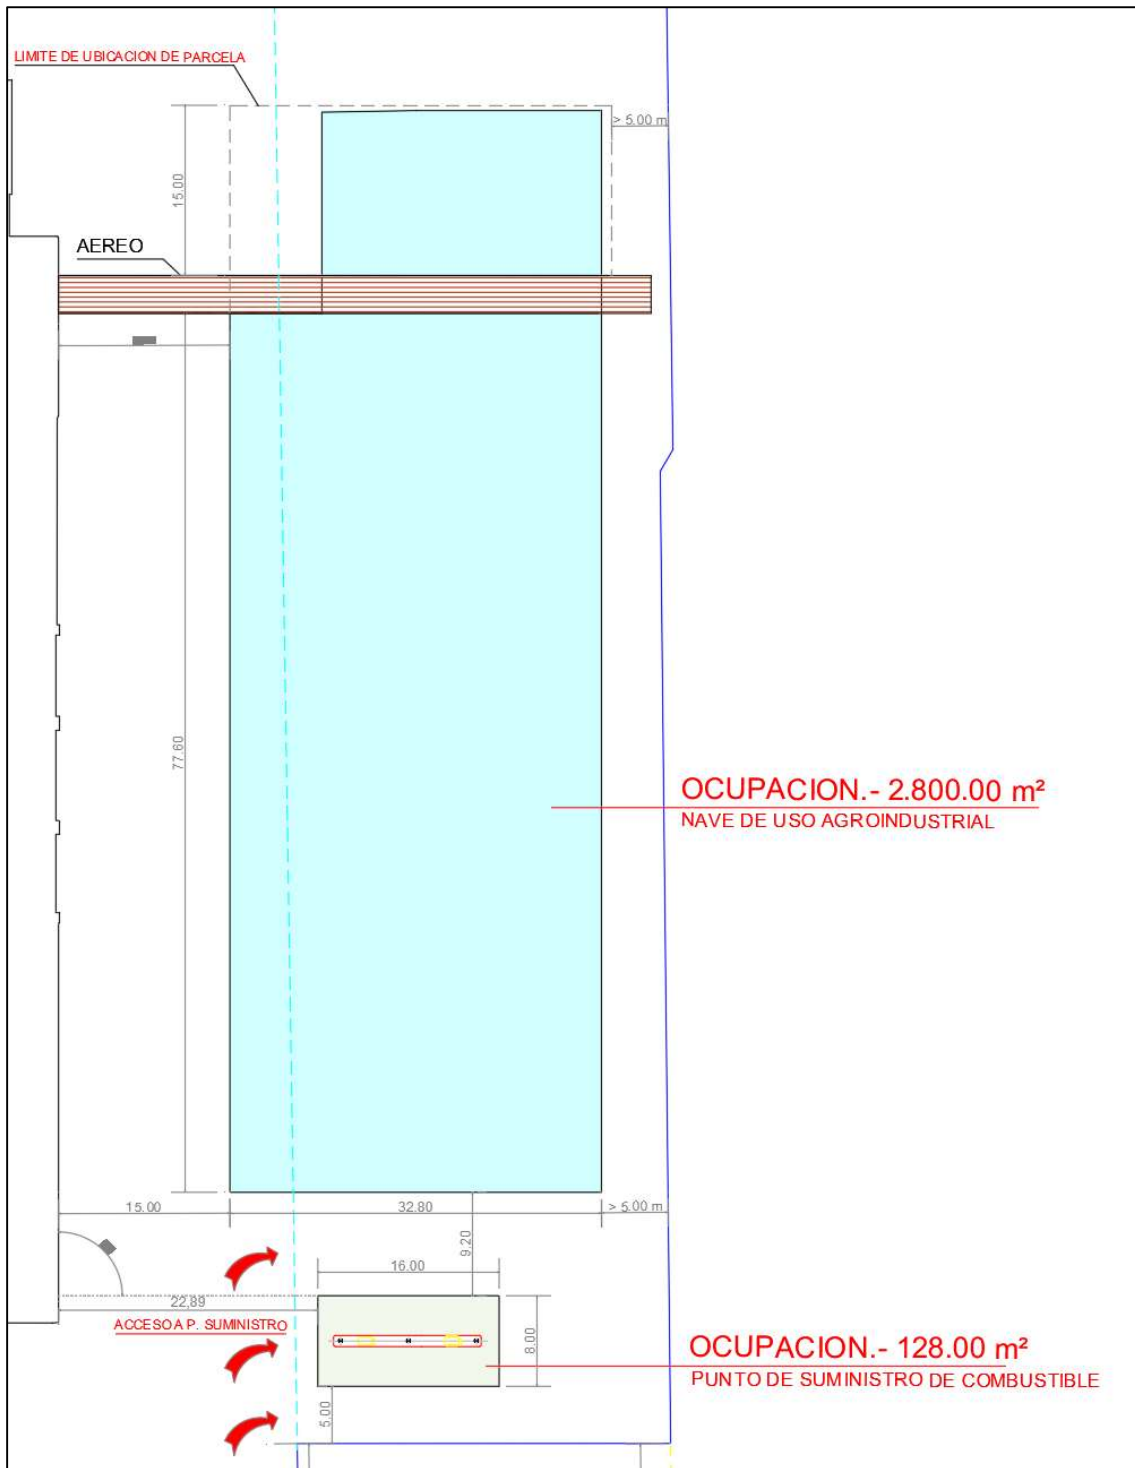 LIMITE DE UBICACION DE PARCELA
> 5.00 m
15.00
AEREO
77.60
OCUPACION.- 2.800.00 m²
NAVE DE USO AGROINDUSTRIAL
15.00
32.80
> 5.00 m
9.20
16.00
22,89
ACCESO A P. SUMINISTRO
8.00
OCUPACION.- 128.00 m²
PUNTO DE SUMINISTRO DE COMBUSTIBLE
5.00